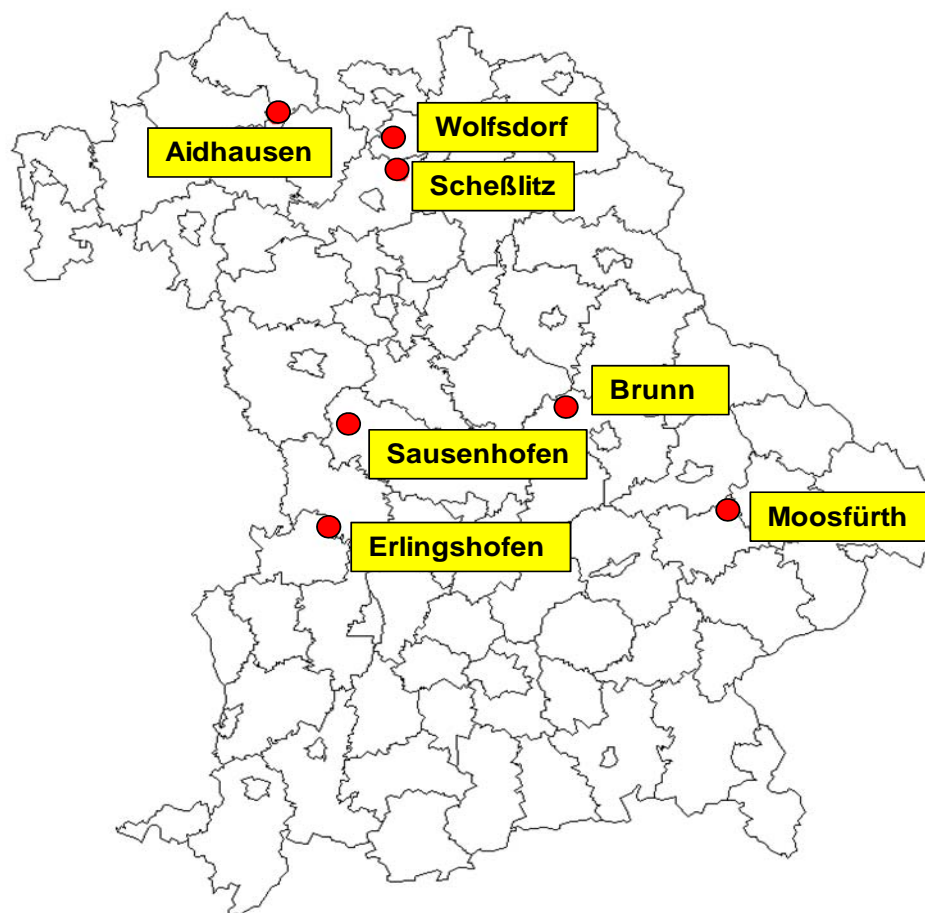 Wolfsdorf
Aidhausen
Scheßlitz
Brunn
Sausenhofen
Moosfürth
Erlingshofen